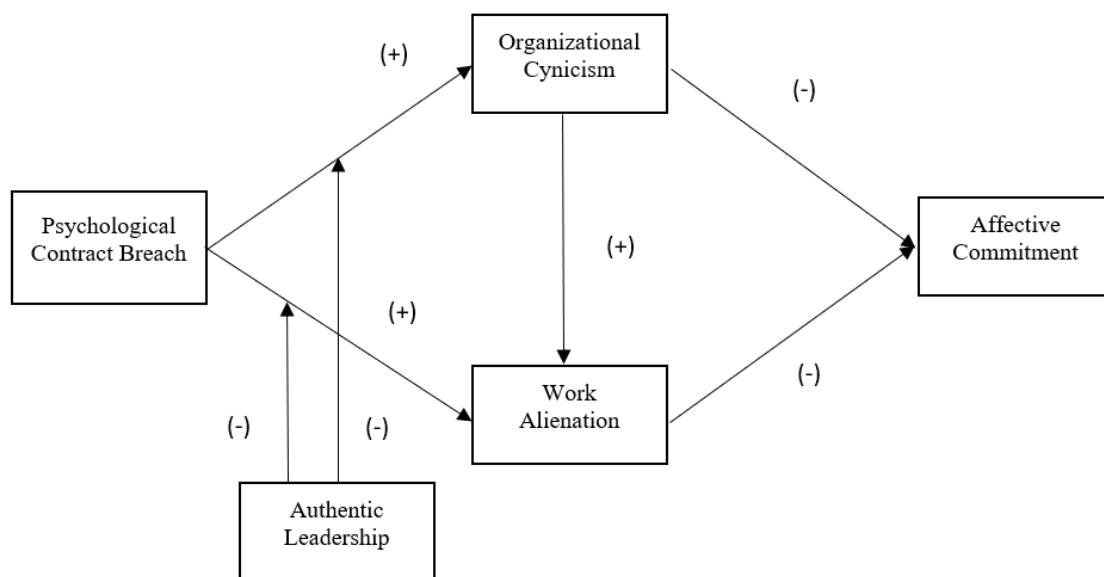 Organizational
Cynicism
(+)
(-)
Psychological
Contract Breach
Affective
Commitment
(+)
(+)
Work
Alienation
(-)
(-)
(-)
Authentic
Leadership